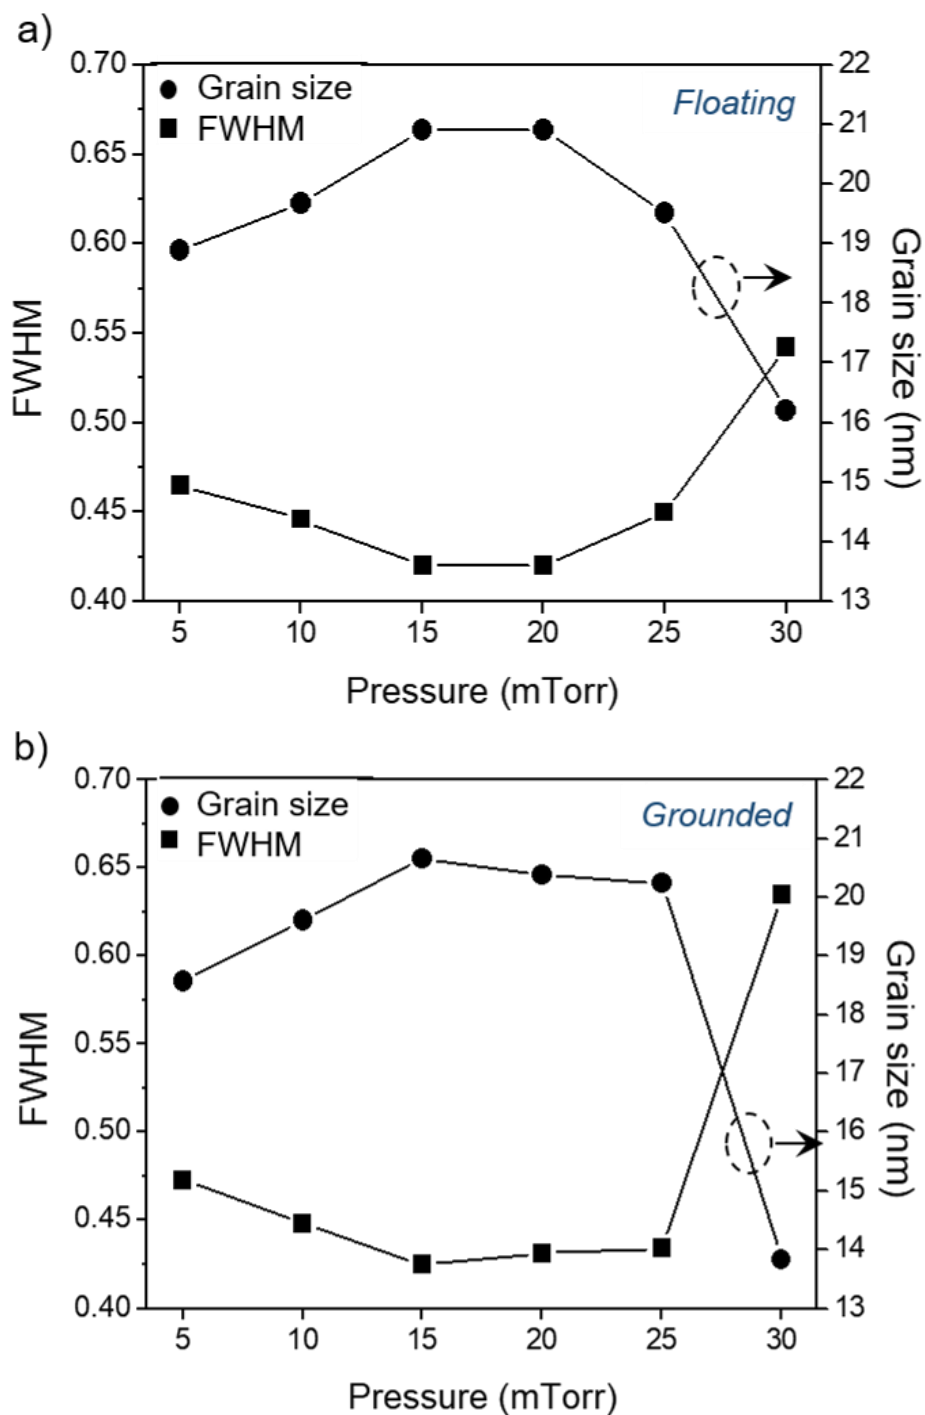 a)
0.70
0.65
0.60
0.55
0.50
0.45
0.40
FWHM
Grain size
FWHM
Floating
22
21
20
19
18
17
16
15
14
13
Grain size (nm)
5 10 15 20 25 30
Pressure (mTorr)
b)
0.70
0.65
0.60
0.55
0.50
0.45
0.40
FWHM
Grain size
FWHM
Grounded
22
21
20
19
18
17
16
15
14
13
Grain size (nm)
5 10 15 20 25 30
Pressure (mTorr)